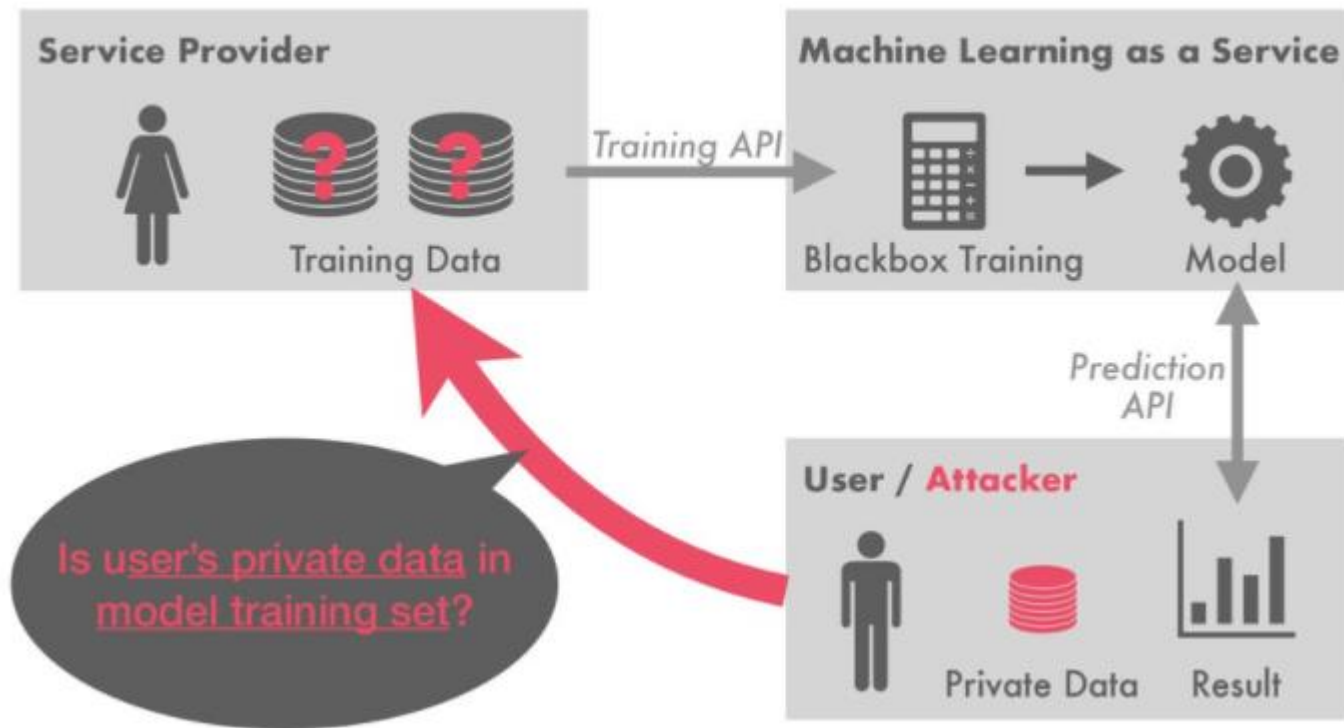 Service Provider
? ?
Training Data
Training API
Machine Learning as a Service
Blackbox Training
Model
Prediction
API
User / Attacker
Private Data
Result
Is user's private data in
model training set?